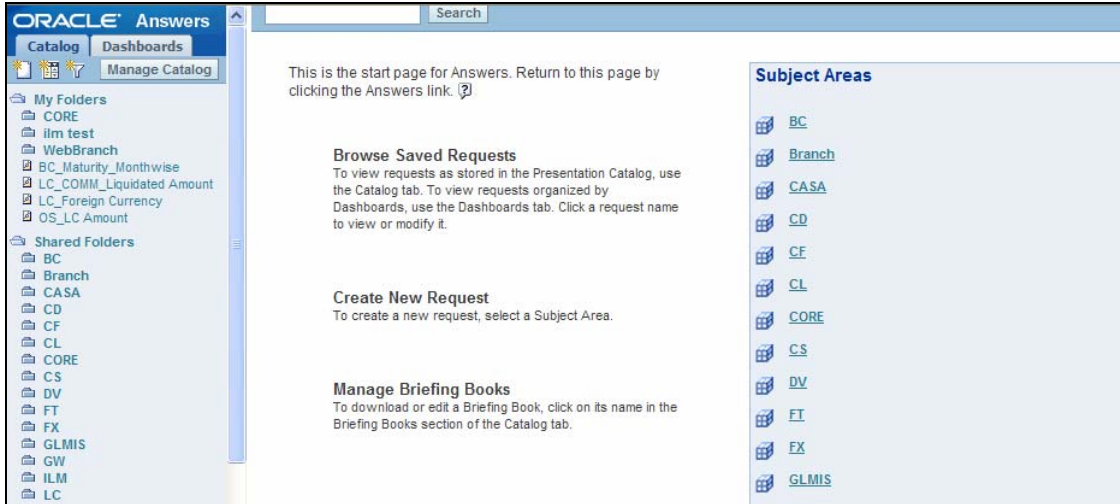 ORACLE Answers
Catalog Dashboards
Manage Catalog
My Folders
CORE
ilm test
WebBranch
BC_Maturity_Monthwise
LC_COMM_Liquidated Amount
LC_Foreign Currency
OS_LC Amount
Shared Folders
BC
Branch
CASA
CD
CF
CL
CORE
CS
DV
FT
FX
GLMIS
GW
ILM
LC
Search
This is the start page for Answers. Return to this page by
clicking the Answers link.
Browse Saved Requests
To view requests as stored in the Presentation Catalog, use
the Catalog tab. To view requests organized by
Dashboards, use the Dashboards tab. Click a request name
to view or modify it.
Create New Request
To create a new request, select a Subject Area.
Manage Briefing Books
To download or edit a Briefing Book, click on its name in the
Briefing Books section of the Catalog tab.
Subject Areas
BC
Branch
CASA
CD
CF
CL
CORE
CS
DV
FT
FX
GLMIS